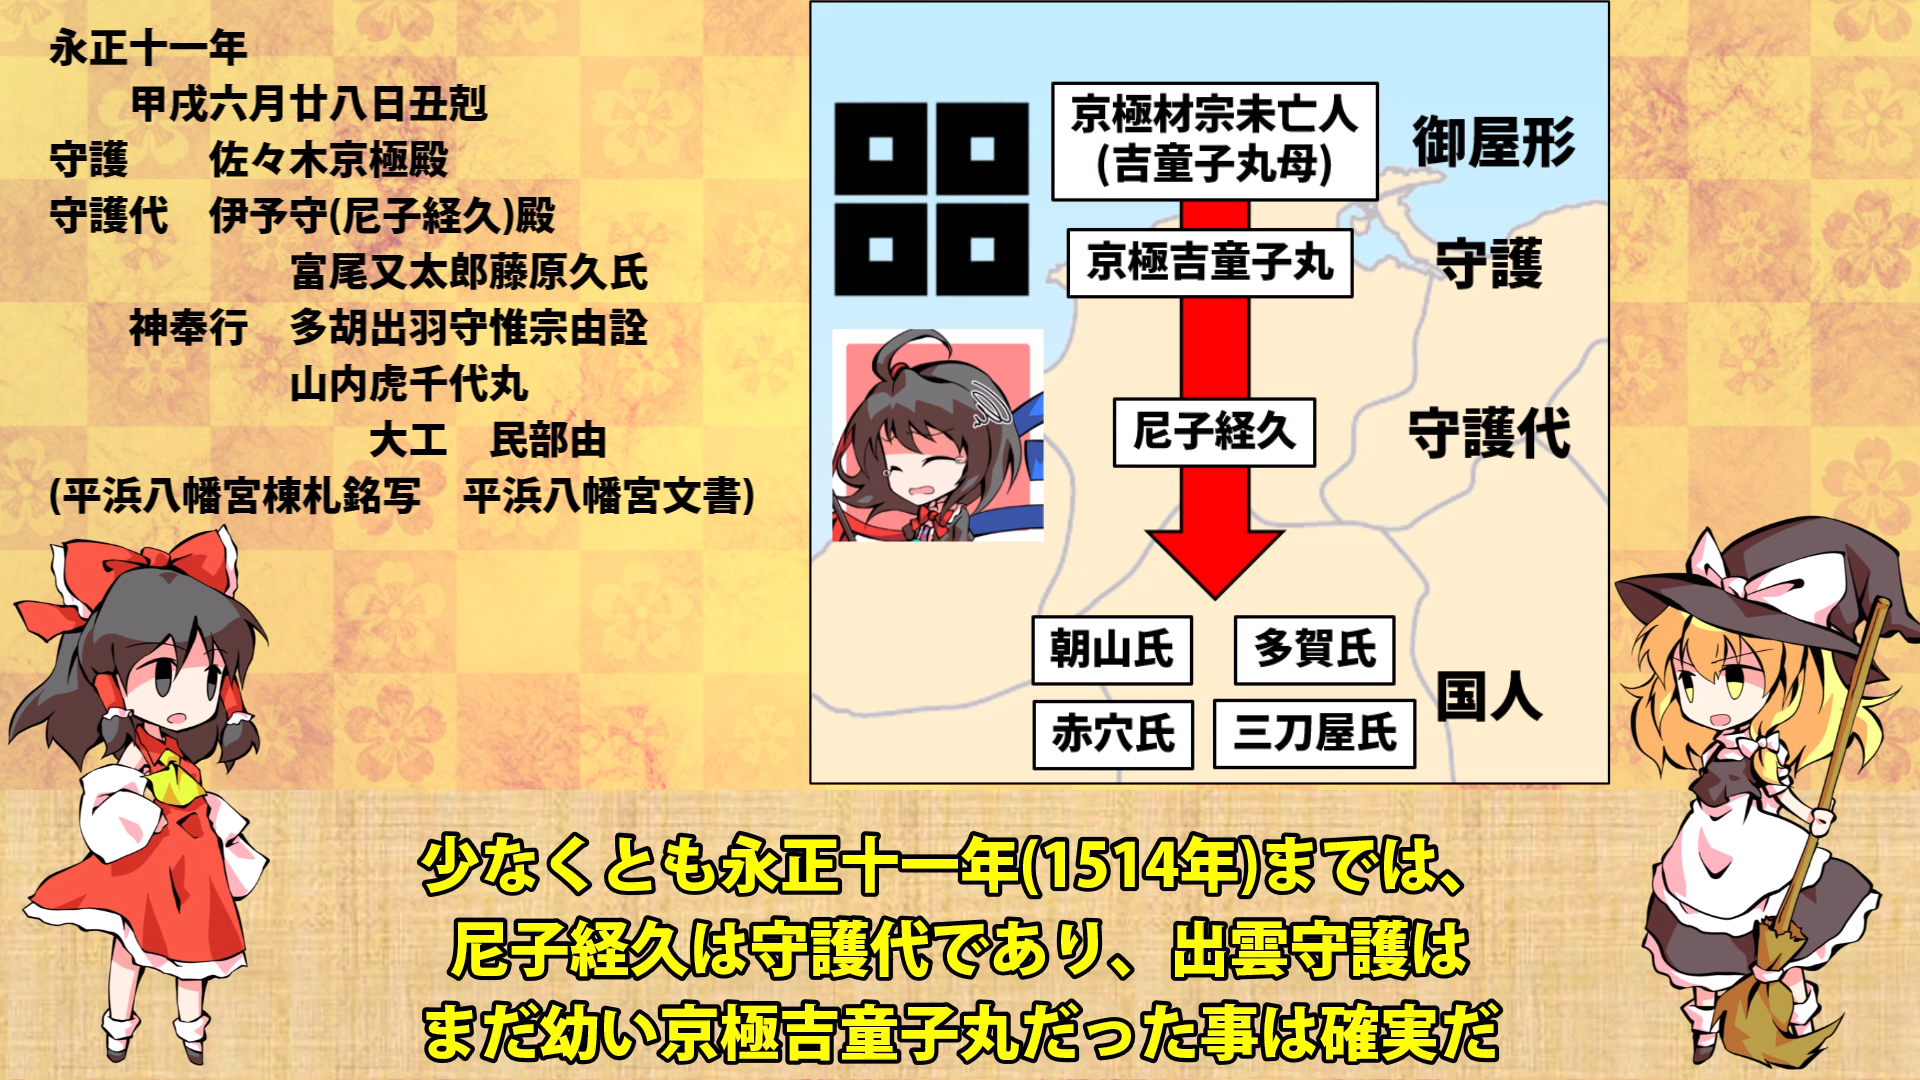 永正十一年
甲戌六月廿八日丑剋
守護　佐々木京極殿
守護代　伊予守(尼子経久)殿
富尾又太郎藤原久氏
神奉行　多胡出羽守惟宗由詮
山内虎千代丸
大工　民部由
(平浜八幡宮棟札銘写　平浜八幡宮文書)
京極材宗未亡人
(吉童子丸母)
御屋形
京極吉童子丸
守護
尼子経久
守護代
朝山氏
多賀氏
赤穴氏
三刀屋氏
国人
少なくとも永正十一年(1514年)までは、
尼子経久は守護代であり、出雲守護は
まだ幼い京極吉童子丸だった事は確実だ